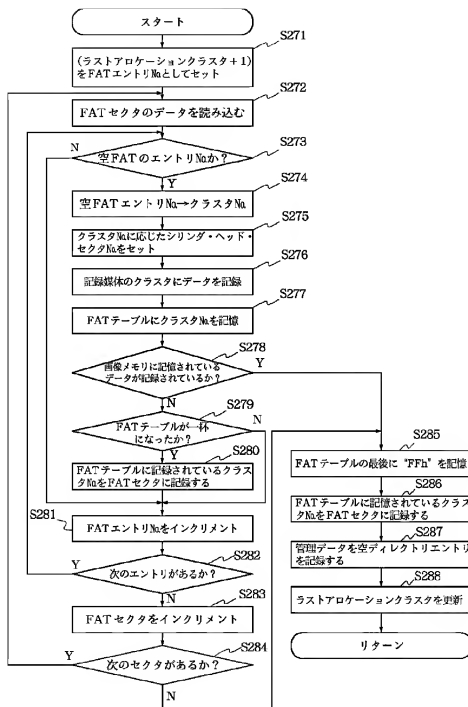 スタート
S271
(ラストアロケーションクラスタ+1)
をFATエントリNo.としてセット
S272
FATセクタのデータを読み込む
S273
N
空FATのエントリNo.か？
Y
S274
空FATエントリNo.→クラスタNo.
S275
クラスタNo.に応じたシリンダ・ヘッド・
セクタNo.をセット
S276
記録媒体のクラスタにデータを記録
S277
FATテーブルにクラスタNo.を記憶
S278
画像メモリに記憶されている
データが記録されているか？
Y
N
S279
FATテーブルが一杯
になったか？
N
Y
S280
FATテーブルに記録されているクラスタ
No.をFATセクタに記録する
S281
FATエントリNo.をインクリメント
S282
次のエントリがあるか？
Y
N
S283
FATセクタをインクリメント
S284
Y
次のセクタがあるか？
N
S285
FATテーブルの最後に "FFh" を記憶
S286
FATテーブルに記憶されているクラス
タNo.をFATセクタに記録する
S287
管理データを空ディレクトリエントリ
を記録する
S288
ラストアロケーションクラスタを更新
リターン